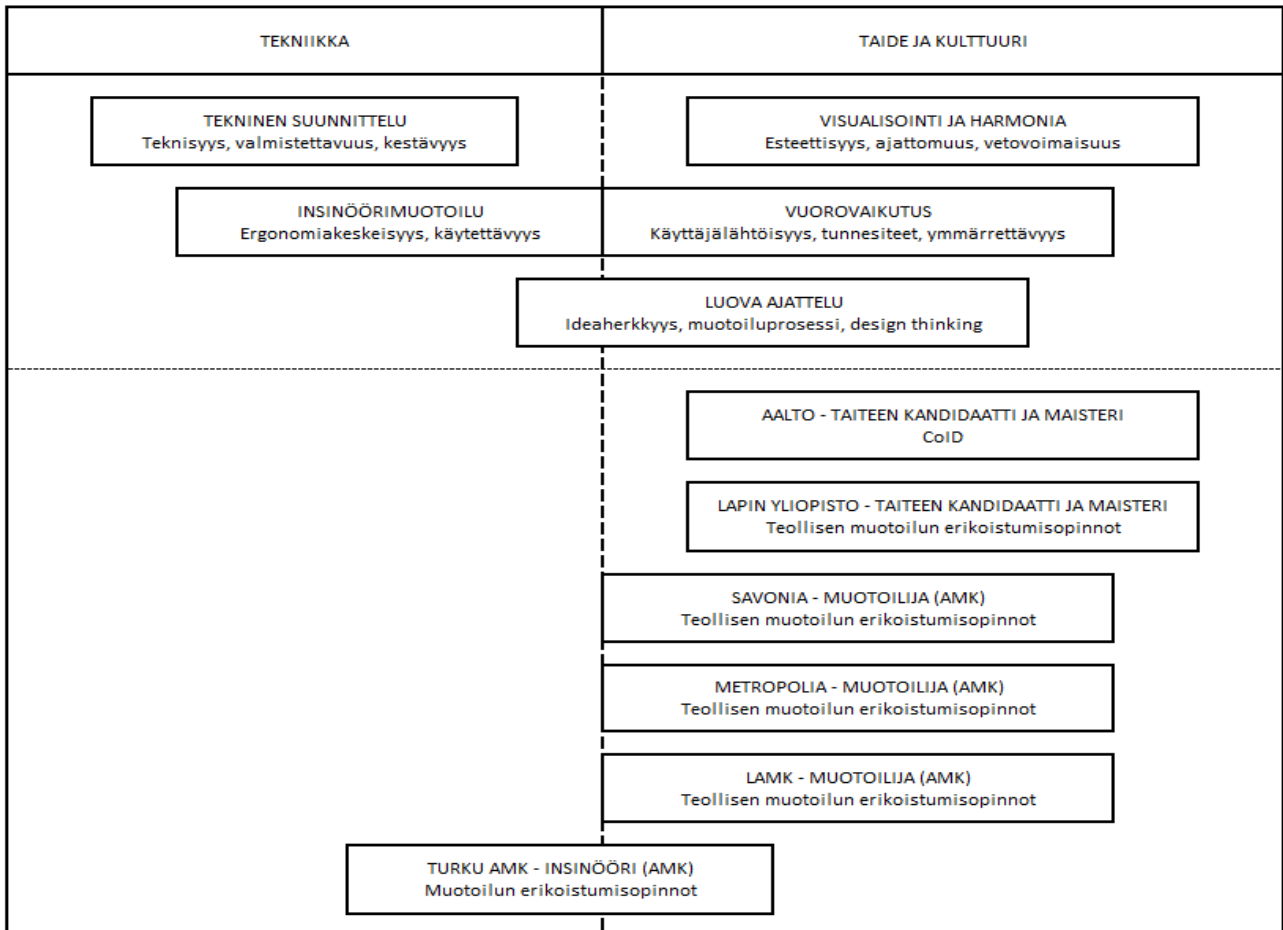 TEKNIIKKA
TAIDE JA KULTTUURI
TEKNINEN SUUNNITTELU
Teknisyys, valmistettavuus, kestävyys
VISUALISOINTI JA HARMONIA
Esteettisyys, ajattomuus, vetovoimaisuus
INSINÖÖRIMUOTOILU
Ergonomiakeskeisyys, käytettävyys
VUOROVAIKUTUS
Käyttäjälähtöisyys, tunnesiteet, ymmärrettävyys
LUOVA AJATTELU
Ideaherkkyys, muotoiluprosessi, design thinking
AALTO - TAITEEN KANDIDAATTI JA MAISTERI
CoID
LAPIN YLIOPISTO - TAITEEN KANDIDAATTI JA MAISTERI
Teollisen muotoilun erikoistumisopinnot
SAVONIA - MUOTOILIJA (AMK)
Teollisen muotoilun erikoistumisopinnot
METROPOLIA - MUOTOILIJA (AMK)
Teollisen muotoilun erikoistumisopinnot
LAMK - MUOTOILIJA (AMK)
Teollisen muotoilun erikoistumisopinnot
TURKU AMK - INSINÖÖRI (AMK)
Muotoilun erikoistumisopinnot